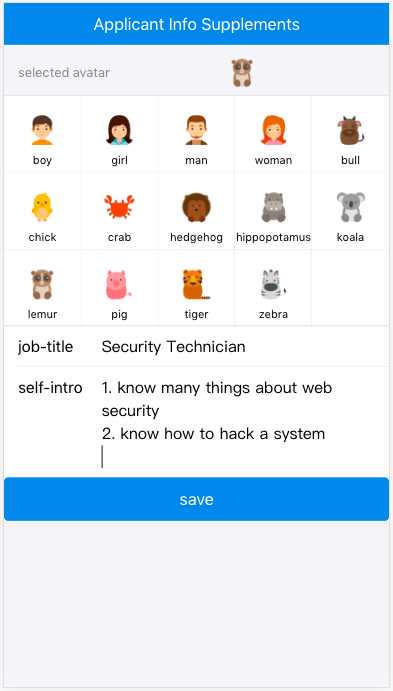 Applicant Info Supplements
selected avatar
boy girl man woman bull
chick crab hedgehog hippopotamus koala
lemur pig tiger zebra
job-title Security Technician
self-intro 1. know many things about web
security
2. know how to hack a system
save